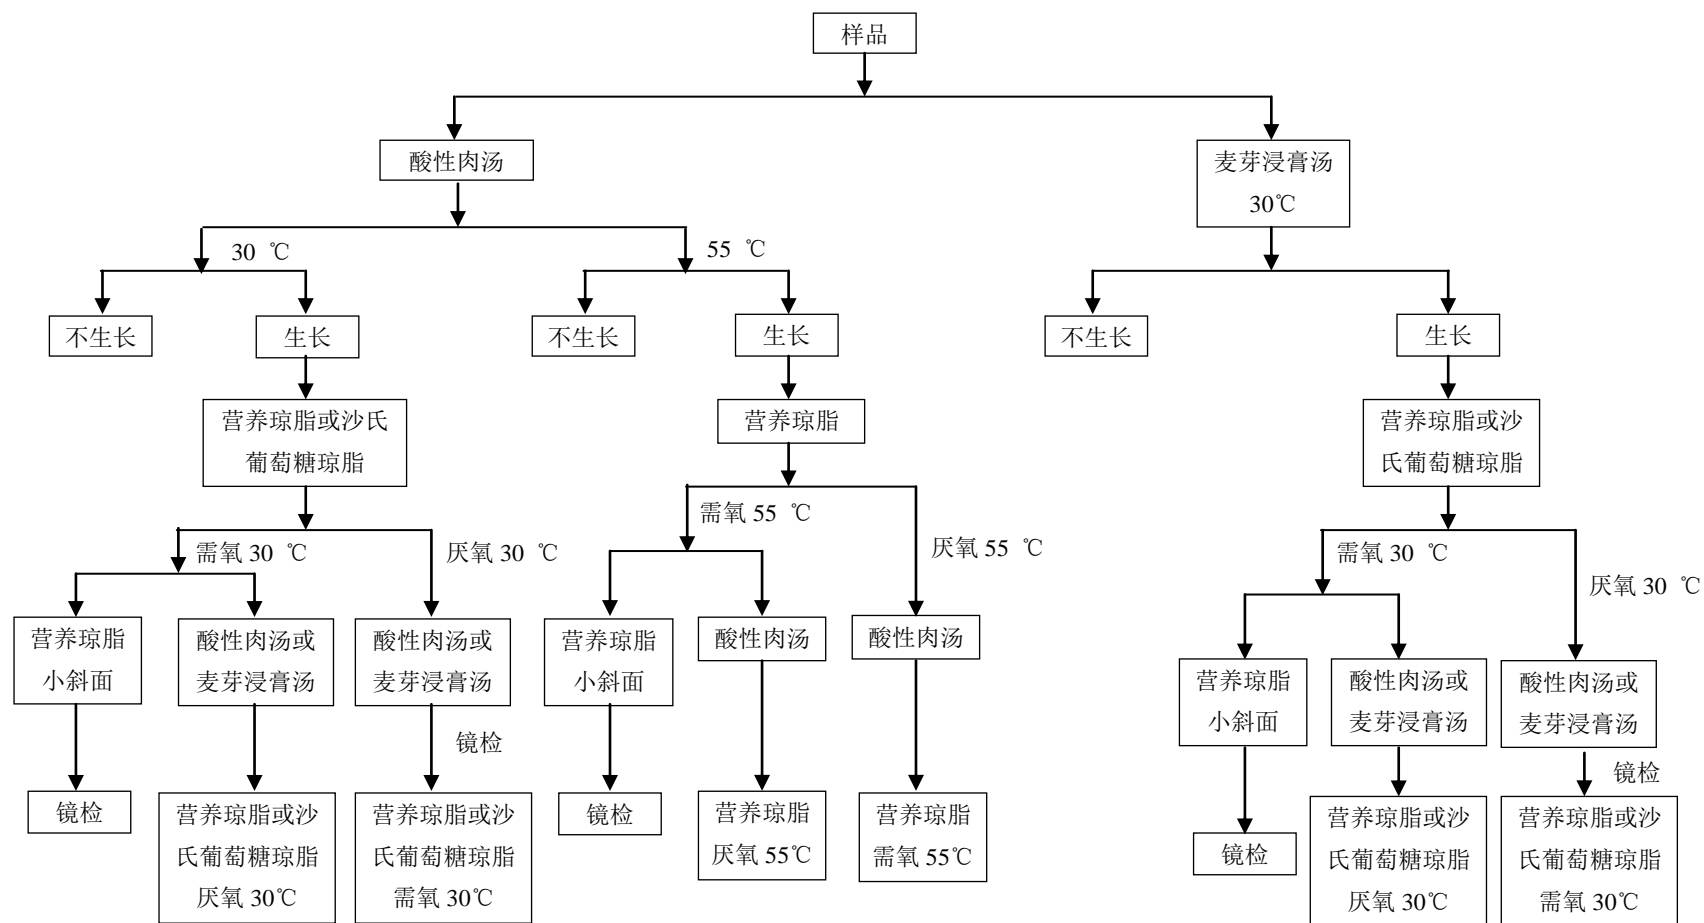 样品
酸性肉汤
麦芽浸膏汤
30℃
30 ℃
55 ℃
不生长
生长
不生长
生长
不生长
生长
营养琼脂或沙氏
葡萄糖琼脂
营养琼脂
营养琼脂或沙
氏葡萄糖琼脂
需氧 30 ℃
厌氧 30 ℃
需氧 55 ℃
厌氧 55 ℃
需氧 30 ℃
厌氧 30 ℃
营养琼脂
小斜面
酸性肉汤或
麦芽浸膏汤
酸性肉汤或
麦芽浸膏汤
营养琼脂
小斜面
酸性肉汤
酸性肉汤
营养琼脂
小斜面
酸性肉汤或
麦芽浸膏汤
酸性肉汤或
麦芽浸膏汤
镜检
镜检
镜检
营养琼脂或沙
氏葡萄糖琼脂
厌氧 30℃
营养琼脂或沙
氏葡萄糖琼脂
需氧 30℃
镜检
营养琼脂
厌氧 55℃
营养琼脂
需氧 55℃
镜检
营养琼脂或沙
氏葡萄糖琼脂
厌氧 30℃
营养琼脂或沙
氏葡萄糖琼脂
需氧 30℃